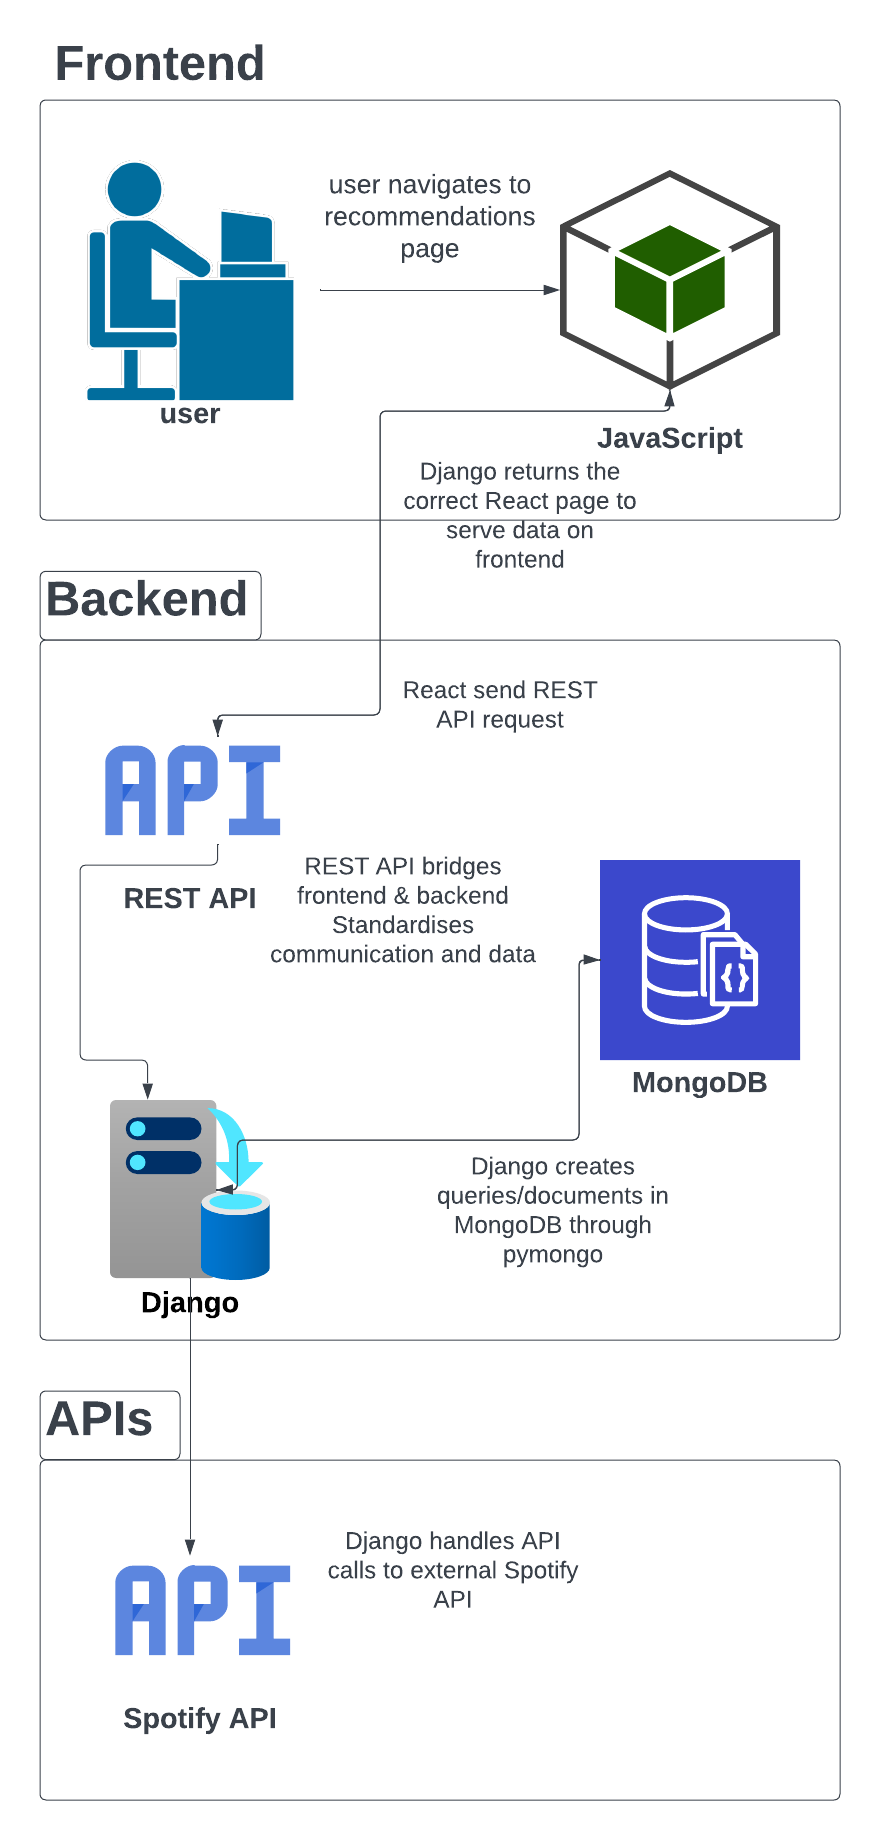 Frontend
user navigates to
recommendations
page
user
JavaScript
Django returns the
correct React page to
serve data on
frontend
Backend
React send REST
API request
API
REST API
REST API bridges
frontend & backend
Standardises
communication and data
{}
MongoDB
Django creates
queries/documents in
MongoDB through
pymongo
Django
APIs
Django handles API
calls to external Spotify
API
API
Spotify API